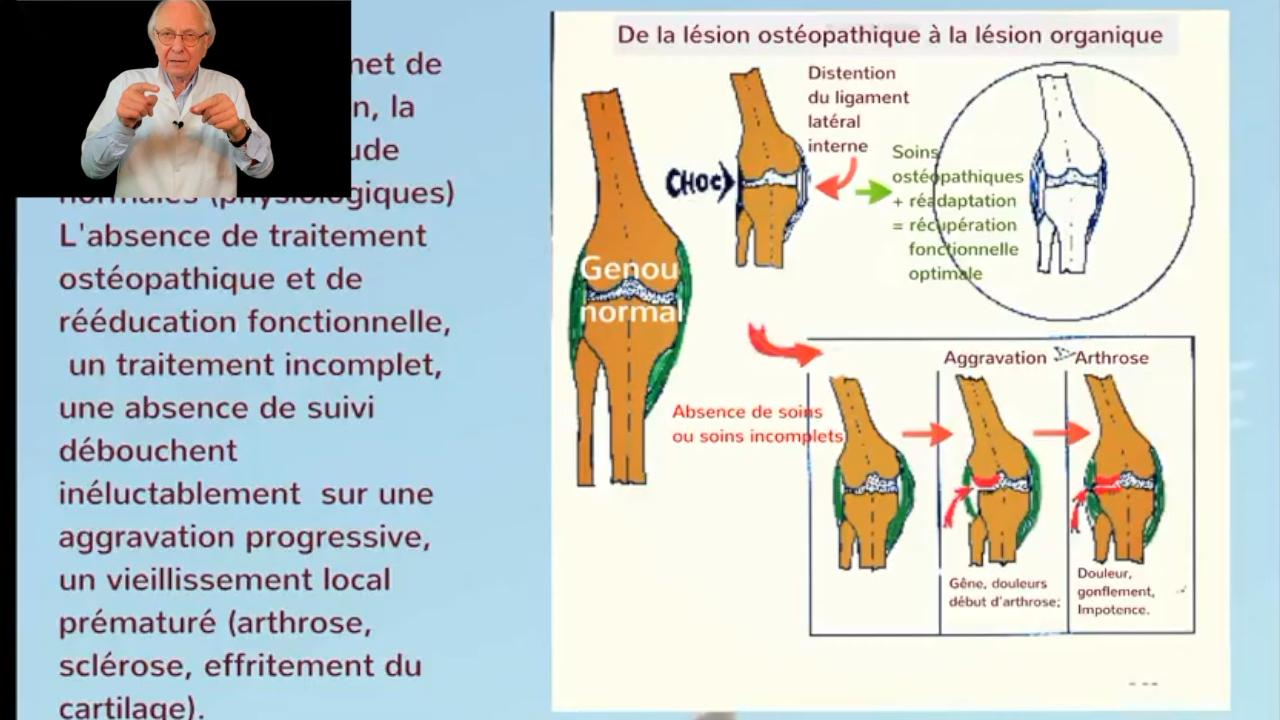 met de
n, la
ude
normales (physiologiques)
L'absence de traitement
ostéopathique et de
rééducation fonctionnelle,
un traitement incomplet,
une absence de suivi
débouchent
inéluctablement sur une
aggravation progressive,
un vieillissement local
prématuré (arthrose,
sclérose, effritement du
cartilage).
De la lésion ostéopathique à la lésion organique
Distention
du ligament
latéral
interne
CHOC
Soins
ostéopathiques
+ réadaptation
= récupération
fonctionnelle
optimale
Genou
normal
Absence de soins
ou soins incomplets
Aggravation Arthrose
Gêne, douleurs
début d'arthrose;
Douleur,
gonflement,
Impotence.